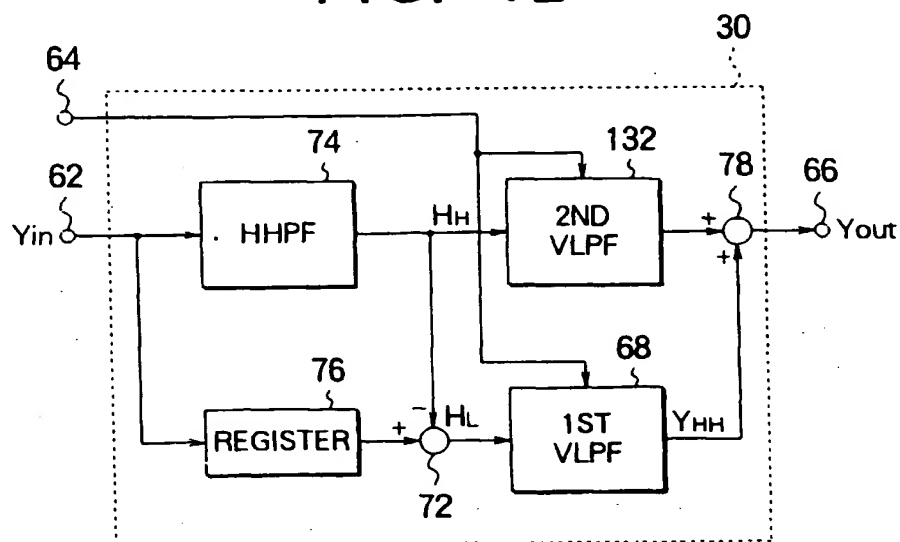 30
64
74
132
78
66
62
Yin
HHPF
HH
2ND
VLPF
+
+
Yout
76
68
REGISTER
+
-
HL
1ST
VLPF
YHH
72